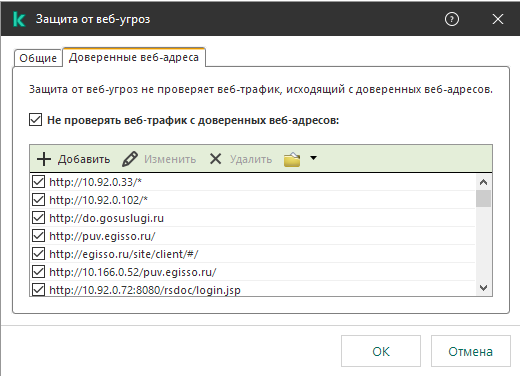 Защита от веб-угроз
Общие
Доверенные веб-адреса
Защита от веб-угроз не проверяет веб-трафик, исходящий с доверенных веб-адресов.
Не проверять веб-трафик с доверенных веб-адресов:
Добавить Изменить Удалить
http://10.92.0.33/*
http://10.92.0.102/*
http://do.gosuslugi.ru
http://puv.egisso.ru/
http://egisso.ru/site/client/#/
http://10.166.0.52/puv.egisso.ru/
http://10.92.0.72:8080/rsdoc/login.jsp
ОК Отмена